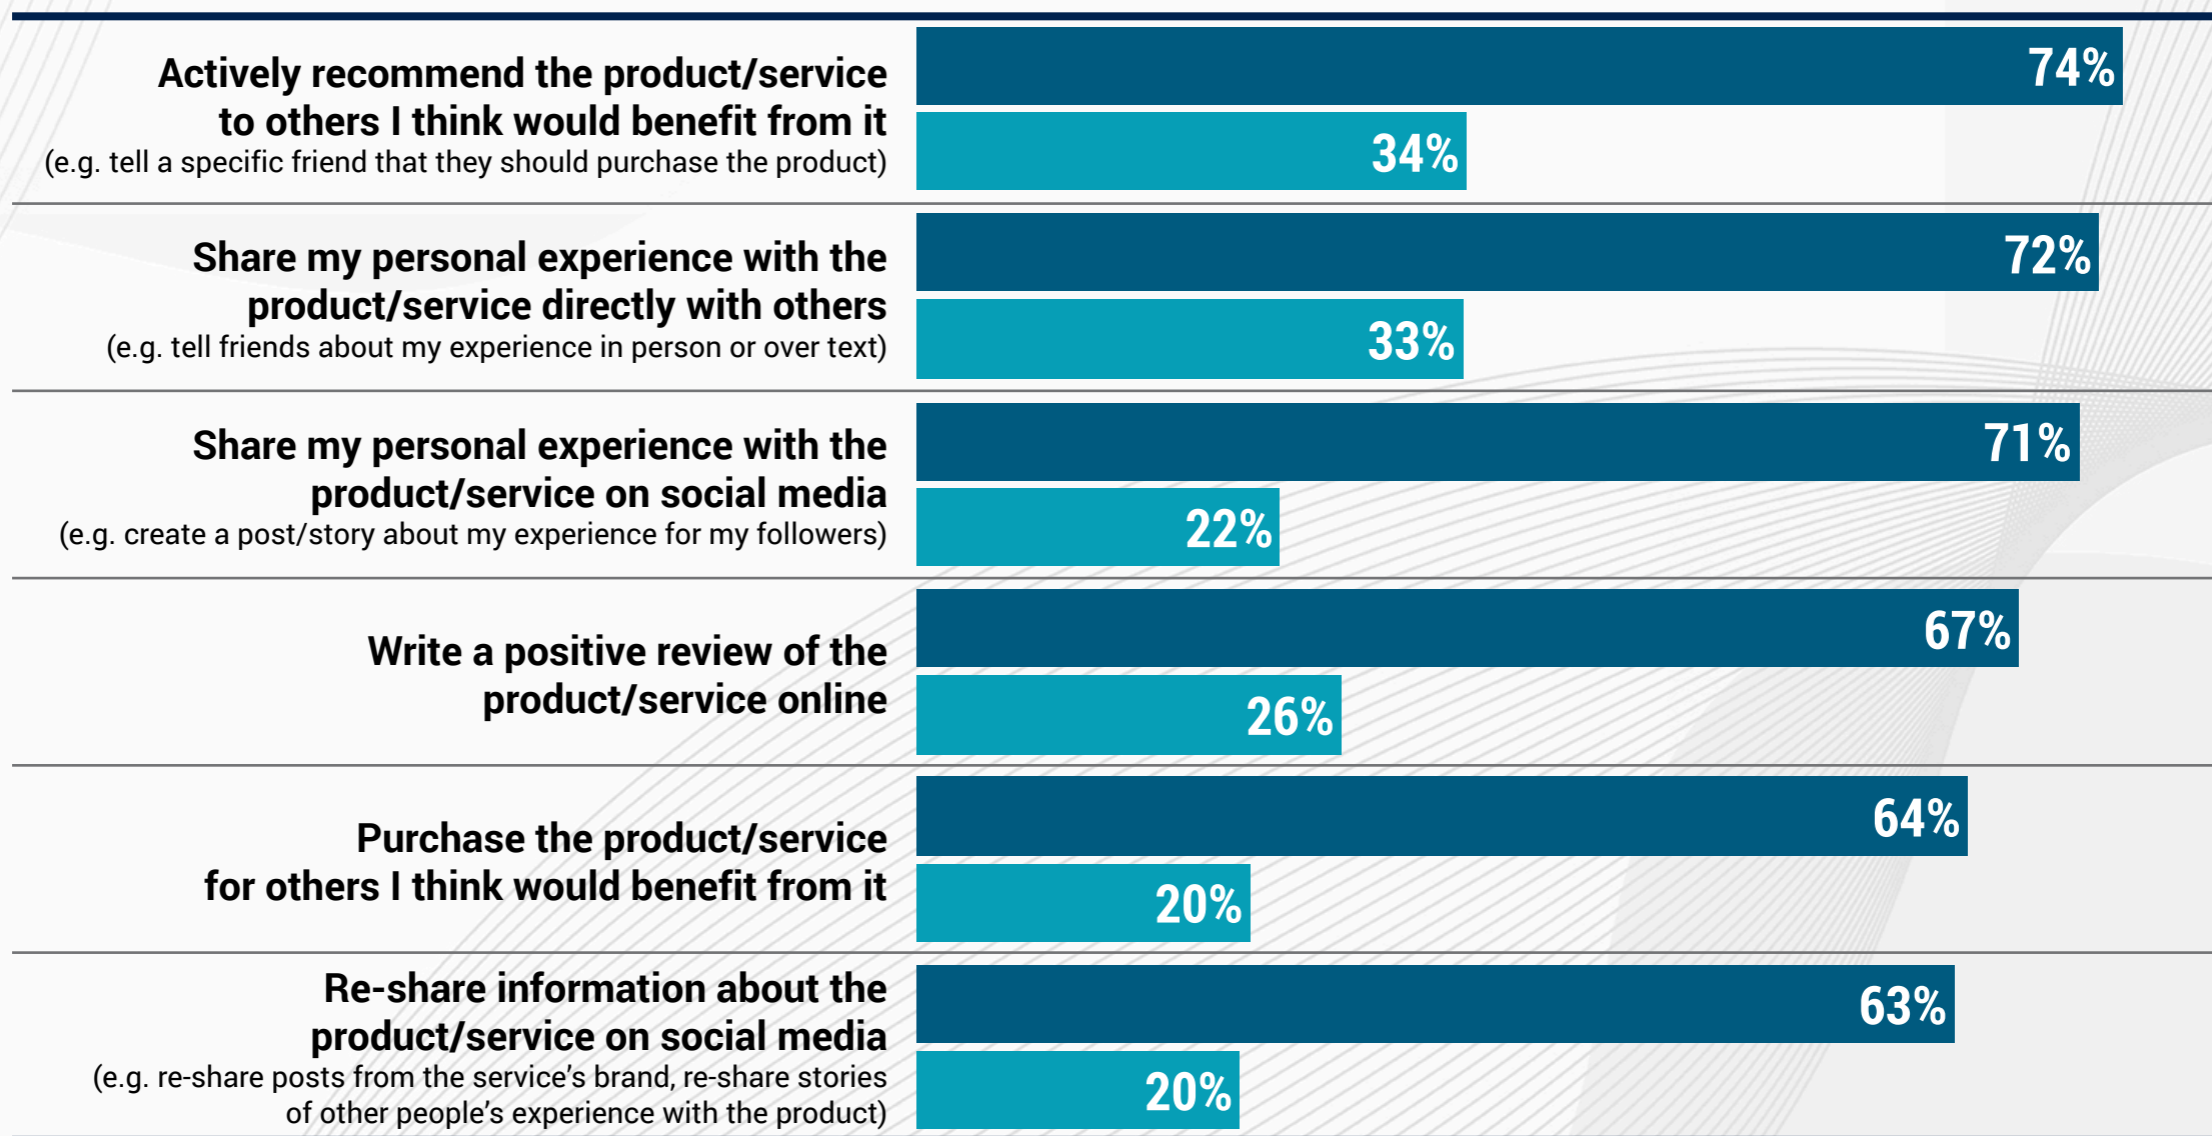 Actively recommend the product/service
to others I think would benefit from it
(e.g. tell a specific friend that they should purchase the product)
74%
34%
Share my personal experience with the
product/service directly with others
(e.g. tell friends about my experience in person or over text)
72%
33%
Share my personal experience with the
product/service on social media
(e.g. create a post/story about my experience for my followers)
71%
22%
Write a positive review of the
product/service online
67%
26%
Purchase the product/service
for others I think would benefit from it
64%
20%
Re-share information about the
product/service on social media
(e.g. re-share posts from the service’s brand, re-share stories
of other people’s experience with the product)
63%
20%